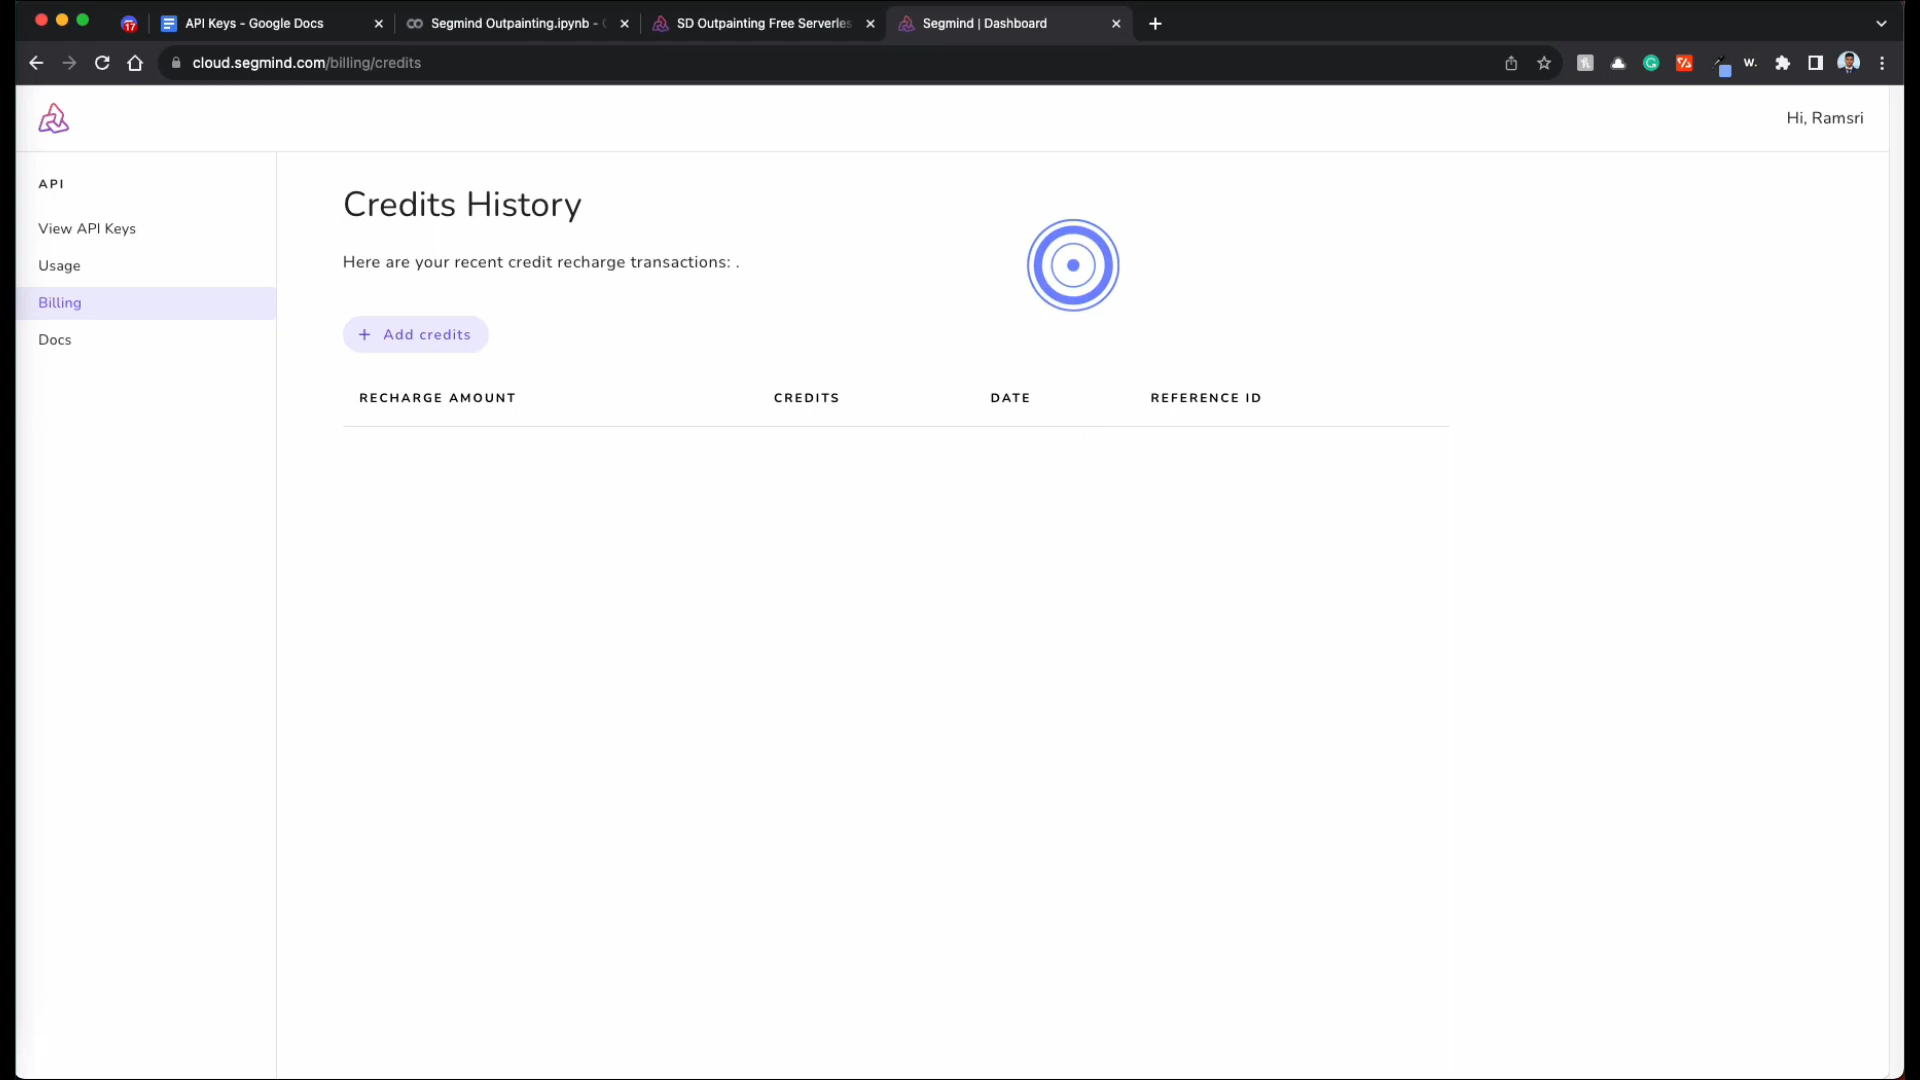 17
API Keys - Google Docs
Segmind Outpainting.ipynb -
SD Outpainting Free Serverles
Segmind | Dashboard
cloud.segmind.com/billing/credits
W.
Hi, Ramsri
API
View API Keys
Usage
Billing
Docs
Credits History
Here are your recent credit recharge transactions: .
+ Add credits
RECHARGE AMOUNT CREDITS DATE REFERENCE ID